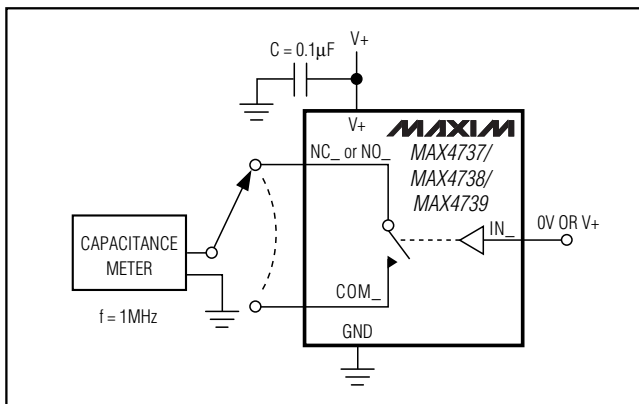 V+
C = 0.1µF
V+
MAXIM
NC_ or NO_
MAX4737/
MAX4738/
MAX4739
IN_
0V OR V+
CAPACITANCE
METER
COM_
f = 1MHz
GND